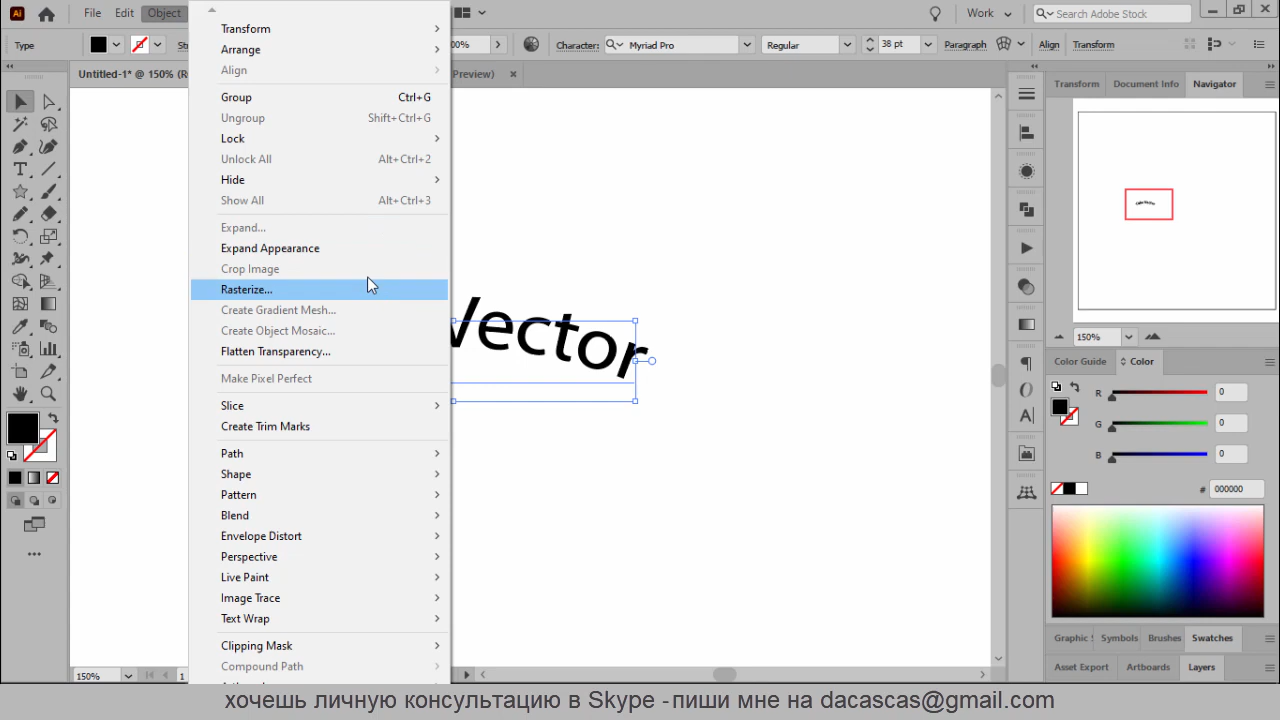 Ai File Edit Object Work Search Adobe Stock
Type 00% Character: Myriad Pro Regular 38 pt Paragraph Align Transform
Untitled-1* @ 150% (R Preview)
Transform
Arrange
Align
Group Ctrl+G
Ungroup Shift+Ctrl+G
Lock
Unlock All Alt+Ctrl+2
Hide
Show All Alt+Ctrl+3
Expand...
Expand Appearance
Crop Image
Rasterize...
Create Gradient Mesh...
Create Object Mosaic...
Flatten Transparency...
Make Pixel Perfect
Slice
Create Trim Marks
Path
Shape
Pattern
Blend
Envelope Distort
Perspective
Live Paint
Image Trace
Text Wrap
Clipping Mask
Compound Path
Vector
Transform Document Info Navigator
150%
Color Guide Color
R 0
G 0
B 0
# 000000
Graphic S Symbols Brushes Swatches
Asset Export Artboards Layers
150% 1
хочешь личную консультацию в Skype -пиши мне на dacascas@gmail.com